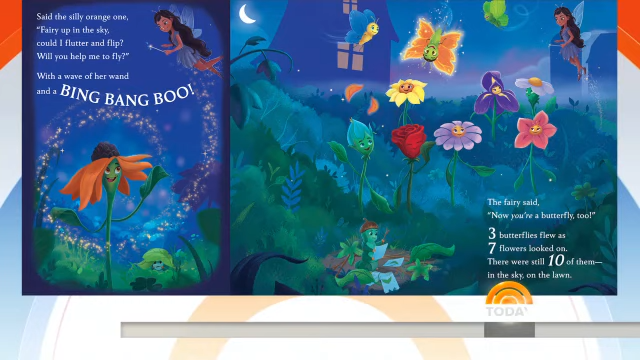 Said the silly orange one,
"Fairy up in the sky,
could I flutter and flip?
Will you help me to fly?"
With a wave of her wand
and a BING BANG BOO!
The fairy said,
"Now you're a butterfly, too!"
3 butterflies flew as
7 flowers looked on.
There were still 10 of them—
in the sky, on the lawn.
TODAY